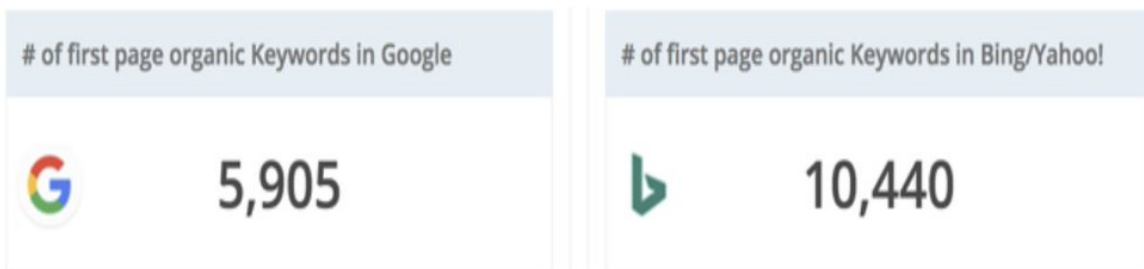 # of first page organic Keywords in Google
5,905
# of first page organic Keywords in Bing/Yahoo!
10,440